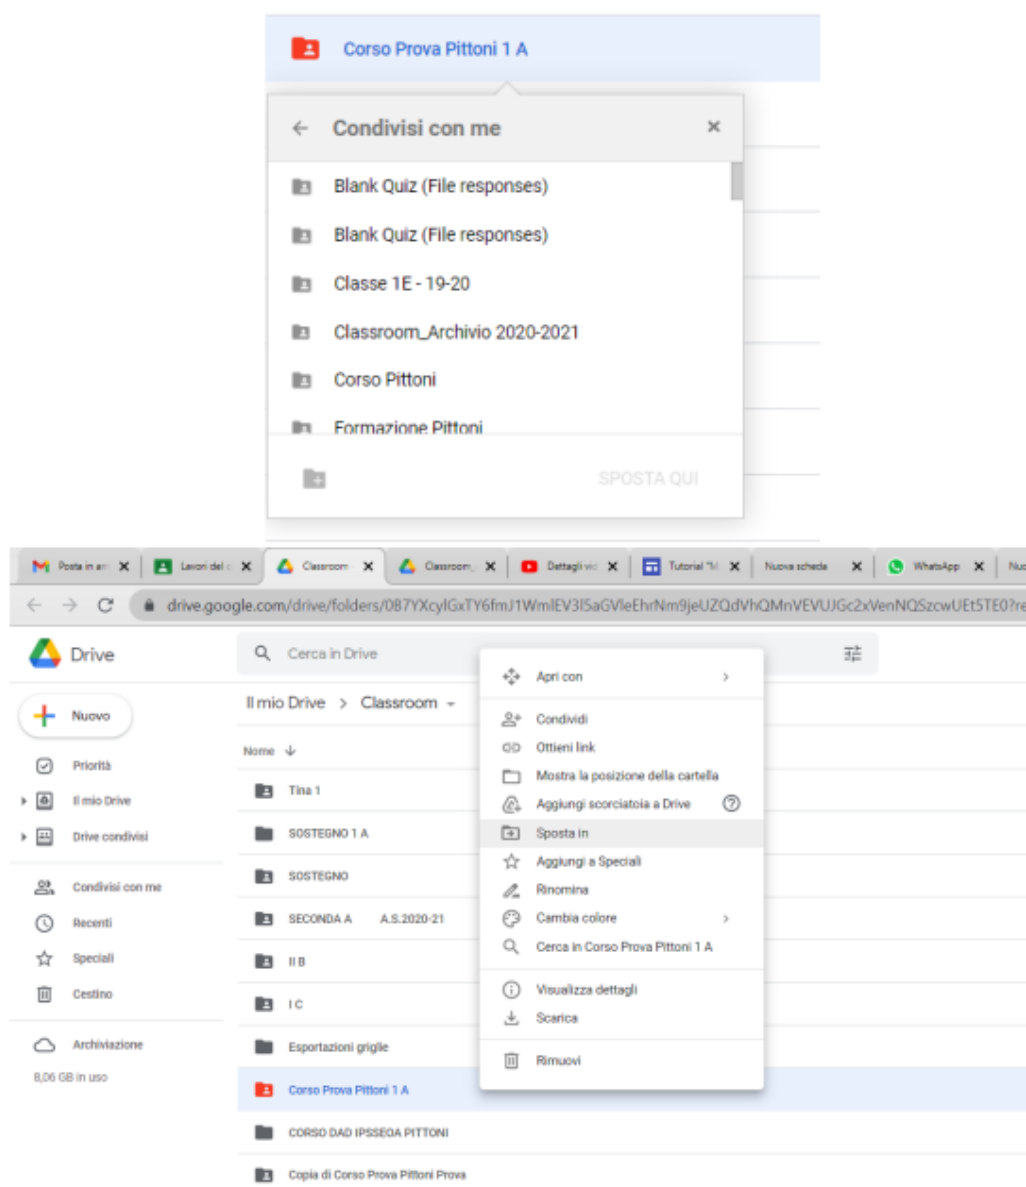 Corso Prova Pittoni 1 A
Condivisi con me
Blank Quiz (File responses)
Blank Quiz (File responses)
Classe 1E - 19-20
Classroom_Archivio 2020-2021
Corso Pittoni
Formazione Pittoni
SPOSTA QUI
Posta in arr Lavori del c Classroom Classroom_ Dettagli vid Tutorial "M Nuova scheda WhatsApp
drive.google.com/drive/folders/
Drive
Cerca in Drive
Nuovo
Priorità
Il mio Drive
Drive condivisi
Condivisi con me
Recenti
Speciali
Cestino
Archiviazione
8,06 GB in uso
Il mio Drive > Classroom
Nome
Tina 1
SOSTEGNO 1 A
SOSTEGNO
SECONDA A A.S.2020-21
II B
I C
Esportazioni griglie
Corso Prova Pittoni 1 A
CORSO DAD IPSSEOA PITTONI
Copia di Corso Prova Pittoni Prova
Apri con
Condividi
Ottieni link
Mostra la posizione della cartella
Aggiungi scorciatoia a Drive
Sposta in
Aggiungi a Speciali
Rinomina
Cambia colore
Cerca in Corso Prova Pittoni 1 A
Visualizza dettagli
Scarica
Rimuovi